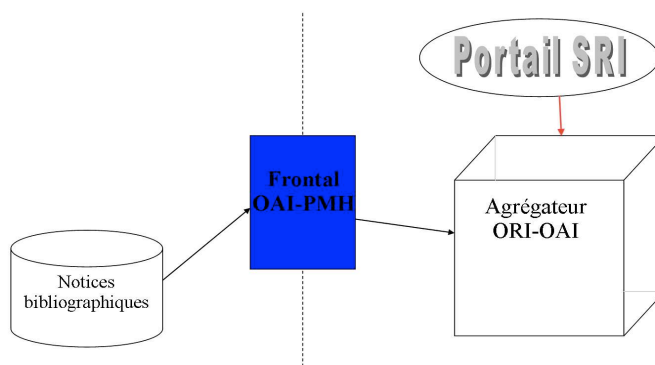 Portail SRI
Frontal
OAI-PMH
Agrégateur
ORI-OAI
Notices
bibliographiques